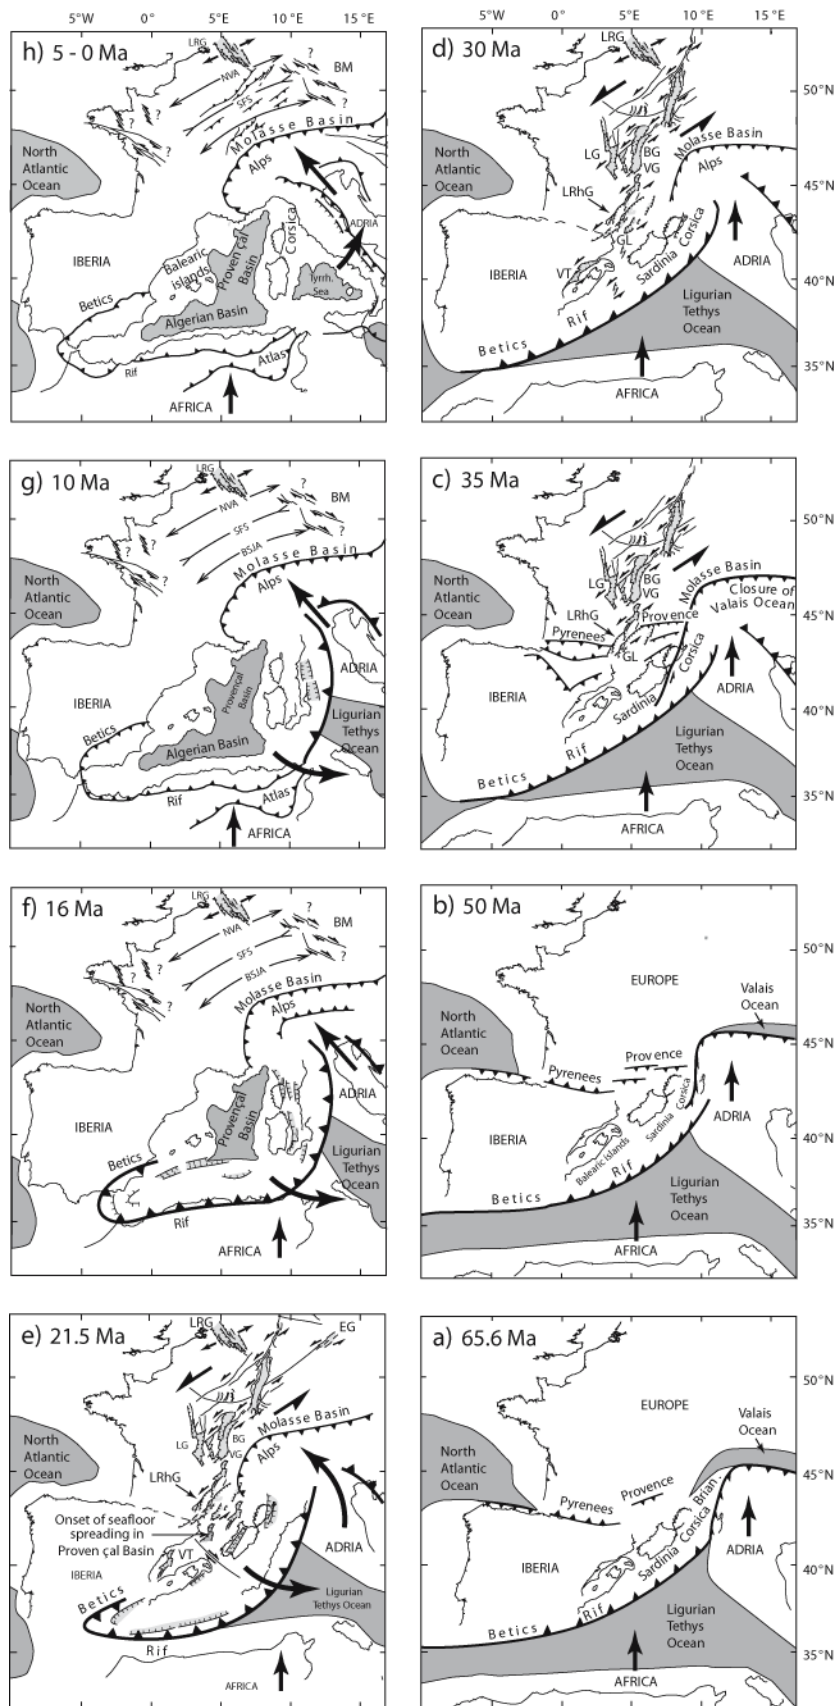 5°W 0° 5°E 10°E 15°E
h) 5 - 0 Ma
LRG
?
BM
NVA
SFS
?
?
?
Molasse Basin
North
Atlantic
Ocean
Alps
ADRIA
Corsica
IBERIA
Balearic
islands
Proven çal
Basin
Tyrrh.
Sea
Betics
Algerian Basin
Rif
Atlas
AFRICA
5°W 0° 5°E 10°E 15°E
d) 30 Ma
LRG
50°N
LG
BG
VG
Molasse Basin
Alps
LRhG
45°N
GL
Corsica
Sardinia
IBERIA
VT
ADRIA
40°N
Ligurian
Tethys
Ocean
Betics
Rif
35°N
AFRICA
g) 10 Ma
LRG
?
BM
NVA
SFS
BSJA
?
?
?
Molasse Basin
Alps
North
Atlantic
Ocean
ADRIA
IBERIA
Provençal
Basin
Ligurian
Tethys
Ocean
Betics
Algerian Basin
Rif
Atlas
AFRICA
c) 35 Ma
50°N
LG
BG
VG
Molasse Basin
Closure of
Valais Ocean
LRhG
Provence
45°N
Pyrenees
GL
Corsica
IBERIA
Sardinia
ADRIA
40°N
Ligurian
Tethys
Ocean
Betics
Rif
35°N
AFRICA
f) 16 Ma
LRG
?
BM
NVA
SFS
BSJA
?
?
?
Molasse Basin
Alps
North
Atlantic
Ocean
ADRIA
IBERIA
Provençal
Basin
Ligurian
Tethys
Ocean
Betics
Rif
AFRICA
b) 50 Ma
50°N
EUROPE
Valais
Ocean
North
Atlantic
Ocean
45°N
Provence
Pyrenees
Corsica
ADRIA
IBERIA
Sardinia
40°N
Balearic islands
Rif
Betics
Ligurian
Tethys
Ocean
35°N
AFRICA
e) 21.5 Ma
LRG
EG
LG
BG
VG
Molasse Basin
Alps
North
Atlantic
Ocean
LRhG
Onset of seafloor
spreading in
Proven çal Basin
VT
ADRIA
IBERIA
Ligurian
Tethys Ocean
Betics
Rif
AFRICA
a) 65.6 Ma
50°N
EUROPE
Valais
Ocean
North
Atlantic
Ocean
45°N
Provence
Brian.
Pyrenees
Corsica
ADRIA
IBERIA
Sardinia
40°N
Rif
Betics
Ligurian
Tethys
Ocean
35°N
AFRICA